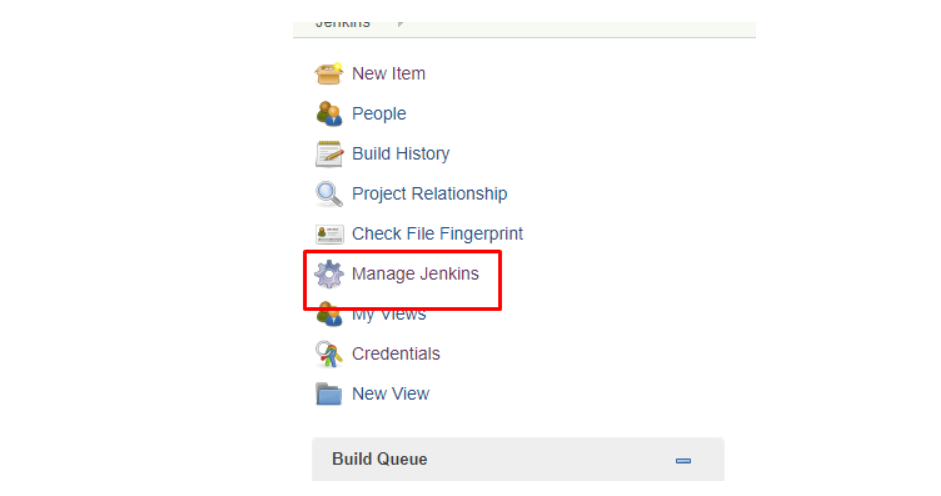 Jenkins
New Item
People
Build History
Project Relationship
Check File Fingerprint
Manage Jenkins
My Views
Credentials
New View
Build Queue